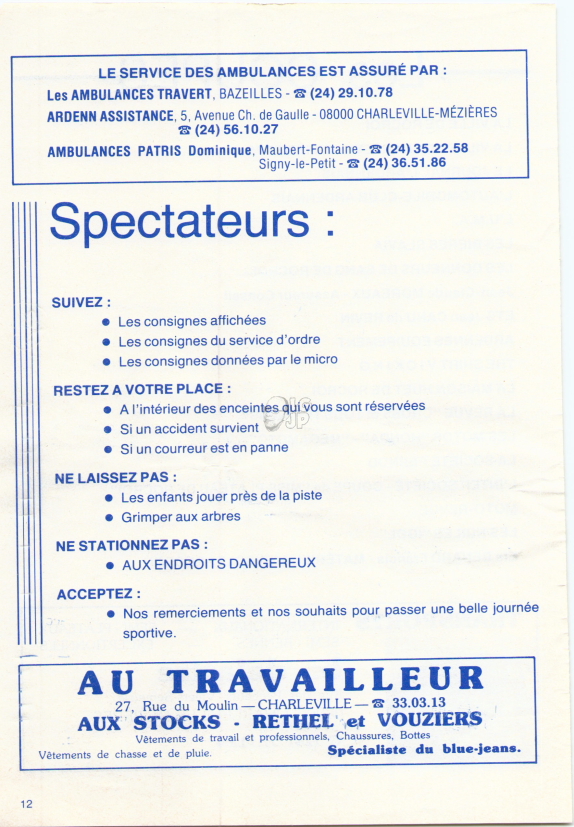 LE SERVICE DES AMBULANCES EST ASSURÉ PAR :
Les AMBULANCES TRAVERT, BAZEILLES - ☎ (24) 29.10.78
ARDENN ASSISTANCE, 5, Avenue Ch. de Gaulle - 08000 CHARLEVILLE-MÉZIÈRES
☎ (24) 56.10.27
AMBULANCES PATRIS Dominique, Maubert-Fontaine - ☎ (24) 35.22.58
Signy-le-Petit - ☎ (24) 36.51.86
Spectateurs :
SUIVEZ :
● Les consignes affichées
● Les consignes du service d'ordre
● Les consignes données par le micro
RESTEZ A VOTRE PLACE :
● A l'intérieur des enceintes qui vous sont réservées
● Si un accident survient
● Si un courreur est en panne
NE LAISSEZ PAS :
● Les enfants jouer près de la piste
● Grimper aux arbres
NE STATIONNEZ PAS :
● AUX ENDROITS DANGEREUX
ACCEPTEZ :
● Nos remerciements et nos souhaits pour passer une belle journée
sportive.
AU TRAVAILLEUR
27, Rue du Moulin — CHARLEVILLE — ☎ 33.03.13
AUX STOCKS - RETHEL et VOUZIERS
Vêtements de travail et professionnels, Chaussures, Bottes
Vêtements de chasse et de pluie. Spécialiste du blue-jeans.
12